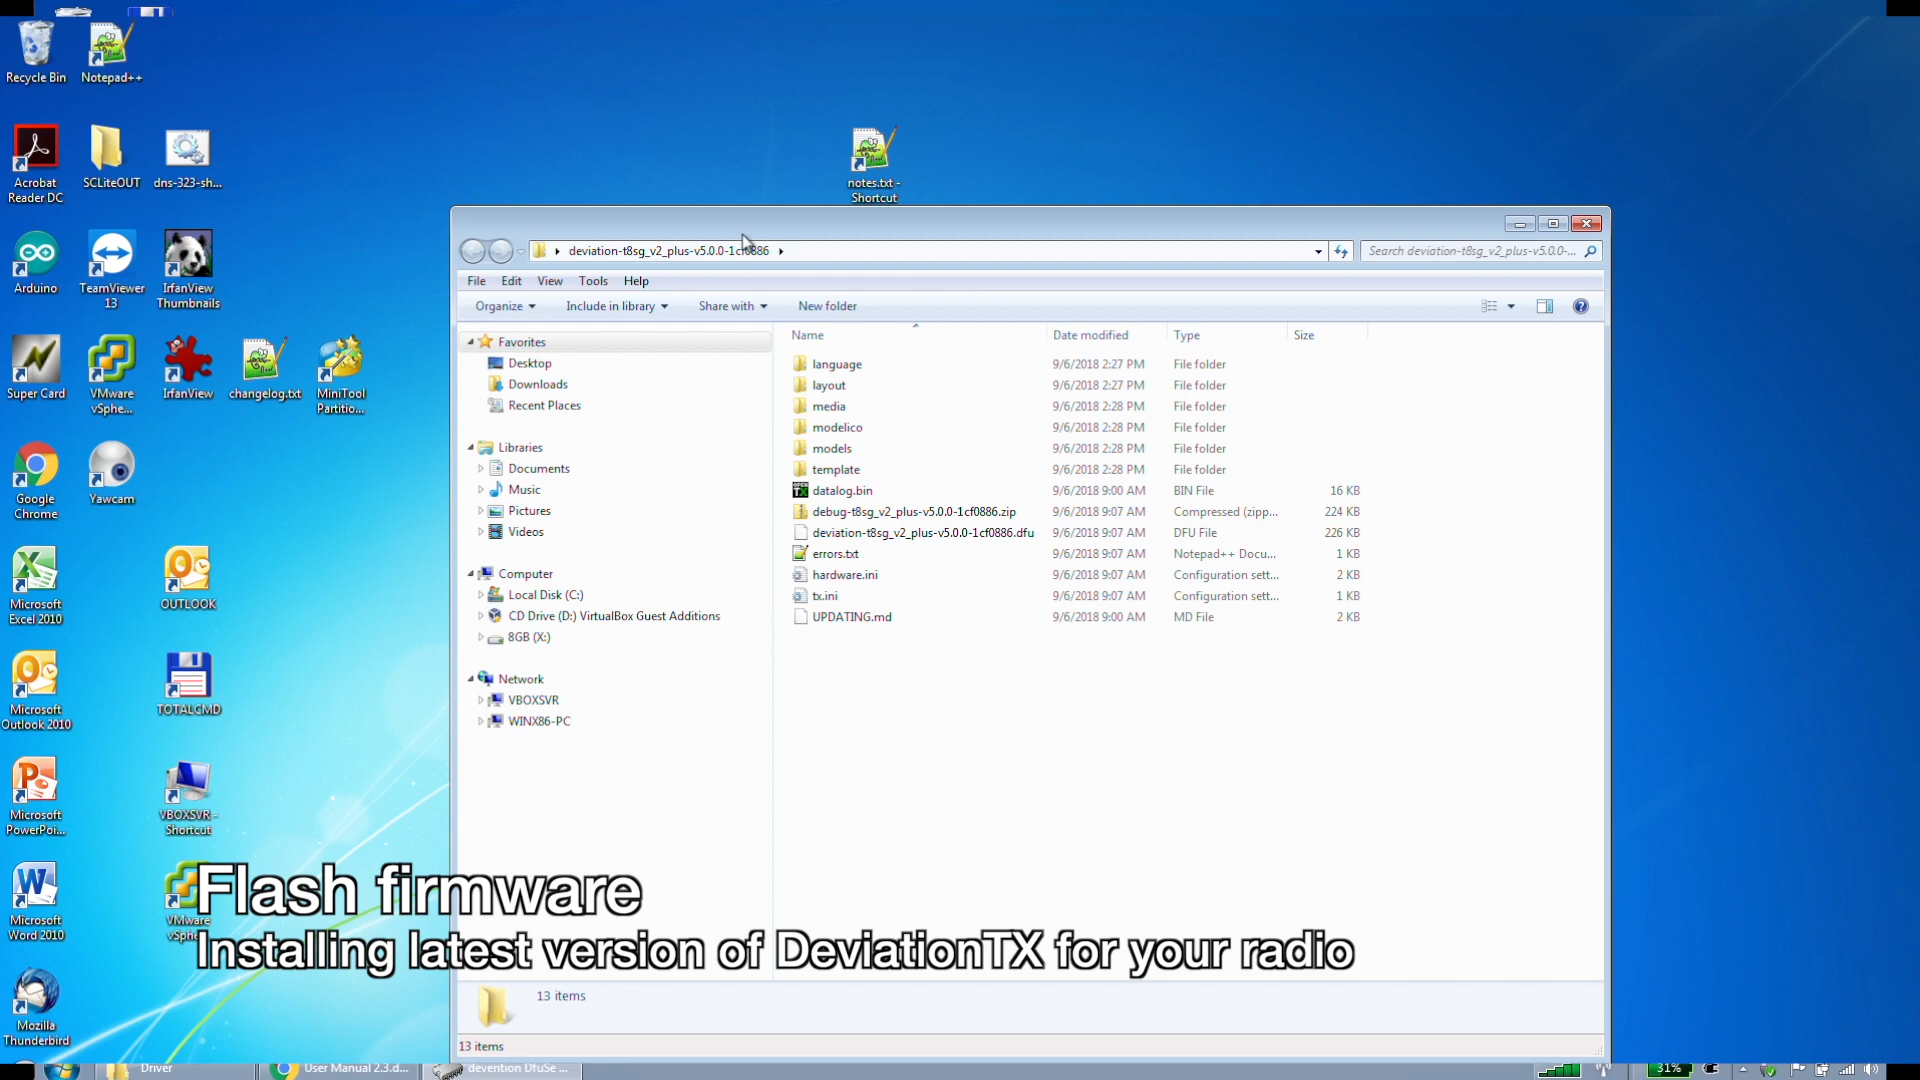 Recycle Bin
Notepad++
Acrobat
Reader DC
SCLiteOUT
dns-323-sh...
notes.txt -
Shortcut
Arduino
TeamViewer
13
IrfanView
Thumbnails
Super Card
VMware
vSphe...
IrfanView
changelog.txt
MiniTool
Partitio...
Google
Chrome
Yawcam
Microsoft
Excel 2010
OUTLOOK
Microsoft
Outlook 2010
TOTALCMD
Microsoft
PowerPoi...
VBOXSVR -
Shortcut
Microsoft
Word 2010
VMware
vSphe...
Mozilla
Thunderbird
deviation-t8sg_v2_plus-v5.0.0-1cf0886
Search deviation-t8sg_v2_plus-v5.0.0-...
File Edit View Tools Help
Organize Include in library Share with New folder
Name Date modified Type Size
Favorites
Desktop
Downloads
Recent Places
Libraries
Documents
Music
Pictures
Videos
Computer
Local Disk (C:)
CD Drive (D:) VirtualBox Guest Additions
8GB (X:)
Network
VBOXSVR
WINX86-PC
language 9/6/2018 2:27 PM File folder
layout 9/6/2018 2:27 PM File folder
media 9/6/2018 2:28 PM File folder
modelico 9/6/2018 2:28 PM File folder
models 9/6/2018 2:28 PM File folder
template 9/6/2018 2:28 PM File folder
datalog.bin 9/6/2018 9:00 AM BIN File 16 KB
debug-t8sg_v2_plus-v5.0.0-1cf0886.zip 9/6/2018 9:07 AM Compressed (zipp... 224 KB
deviation-t8sg_v2_plus-v5.0.0-1cf0886.dfu 9/6/2018 9:07 AM DFU File 226 KB
errors.txt 9/6/2018 9:07 AM Notepad++ Docu... 1 KB
hardware.ini 9/6/2018 9:07 AM Configuration sett... 2 KB
tx.ini 9/6/2018 9:07 AM Configuration sett... 1 KB
UPDATING.md 9/6/2018 9:00 AM MD File 2 KB
Flash firmware
Installing latest version of DeviationTX for your radio
13 items
13 items
Driver
User Manual 2.3.d...
devention DfuSe ...
31%